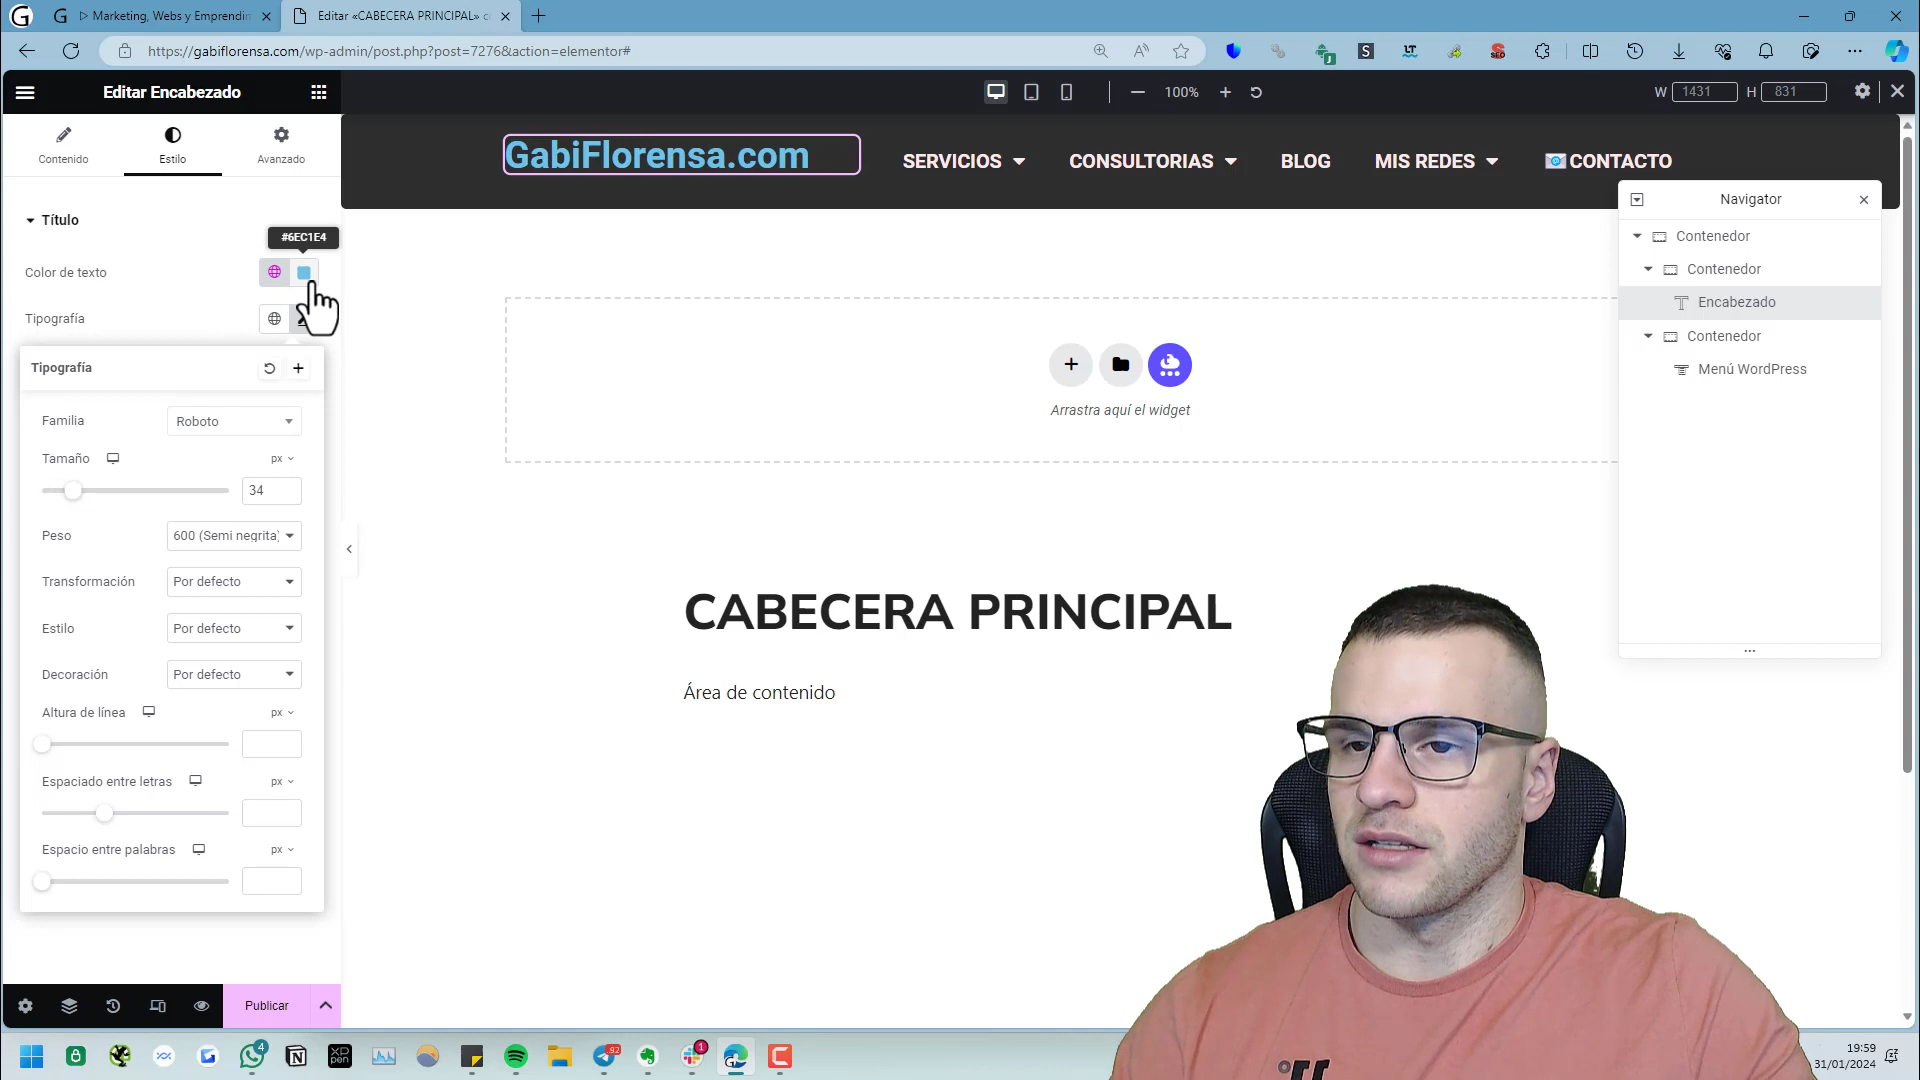 ▷ Marketing, Webs y Emprendim
Editar «CABECERA PRINCIPAL» c
https://gabiflorensa.com/wp-admin/post.php?post=7276&action=elementor#
Editar Encabezado
100%
W 1431 H 831
Contenido
Estilo
Avanzado
GabiFlorensa.com
SERVICIOS
CONSULTORIAS
BLOG
MIS REDES
CONTACTO
Título
#6EC1E4
Color de texto
Tipografía
Tipografía
Familia
Roboto
Tamaño
px
34
Peso
600 (Semi negrita)
Transformación
Por defecto
Estilo
Por defecto
Decoración
Por defecto
Altura de línea
px
Espaciado entre letras
px
Espacio entre palabras
px
Publicar
Arrastra aquí el widget
CABECERA PRINCIPAL
Área de contenido
Navigator
Contenedor
Contenedor
Encabezado
Contenedor
Menú WordPress
19:59
31/01/2024